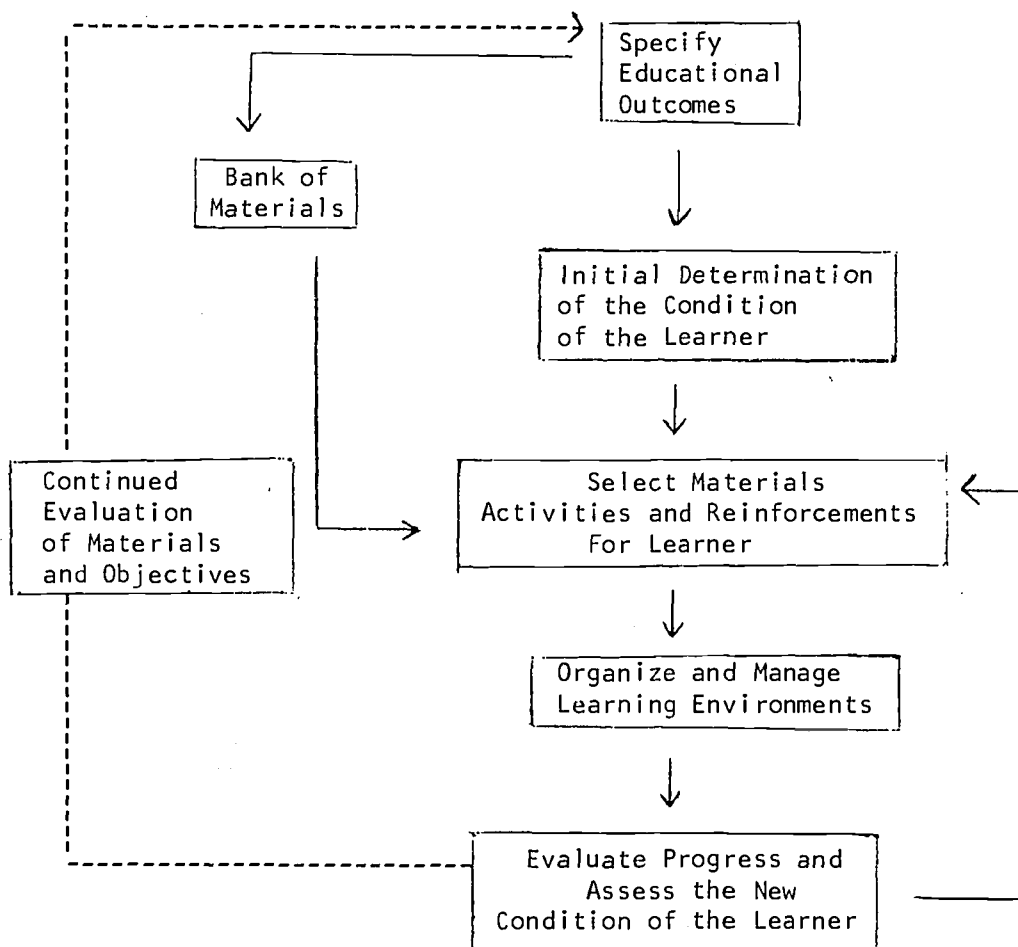 Specify
Educational
Outcomes
Bank of
Materials
Initial Determination
of the Condition
of the Learner
Continued
Evaluation
of Materials
and Objectives
Select Materials
Activities and Reinforcements
For Learner
Organize and Manage
Learning Environments
Evaluate Progress and
Assess the New
Condition of the Learner